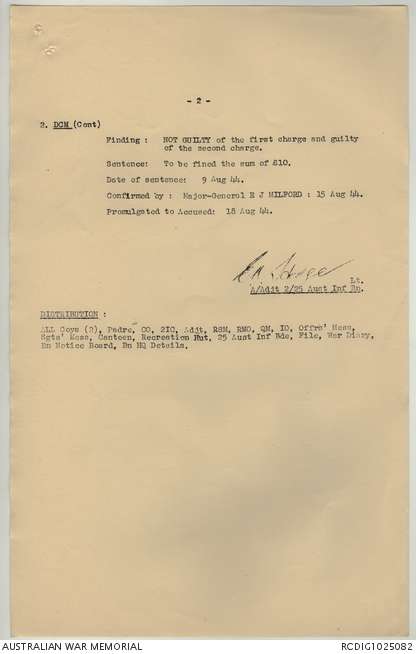 - 2 -
2. DCM (Cont)
Finding : NOT GUILTY of the first charge and guilty
of the second charge.
Sentence: To be fined the sum of £10.
Date of sentence: 9 Aug 44.
Confirmed by : Major-General E J MILFORD : 15 Aug 44.
Promulgated to Accused: 18 Aug 44.
Lt.
A/Adjt 2/25 Aust Inf Bn.
DISTRIBUTION :
ALL Coys (2), Padre, CO, 2IC, Adjt, RSM, RMO, QM, IO, Offrs' Mess,
Sgts' Mess, Canteen, Recreation Hut, 25 Aust Inf Bde, File, War Diary,
Bn Notice Board, Bn HQ Details.
AUSTRALIAN WAR MEMORIAL
RCDIG1025082